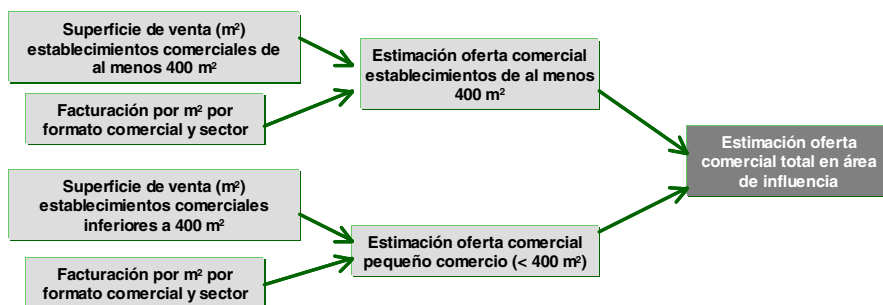 Superficie de venta (m²)
establecimientos comerciales de
al menos 400 m²
Facturación por m² por
formato comercial y sector
Estimación oferta comercial
establecimientos de al menos
400 m²
Estimación oferta
comercial total en área
de influencia
Superficie de venta (m²)
establecimientos comerciales
inferiores a 400 m²
Facturación por m² por
formato comercial y sector
Estimación oferta comercial
pequeño comercio (< 400 m²)